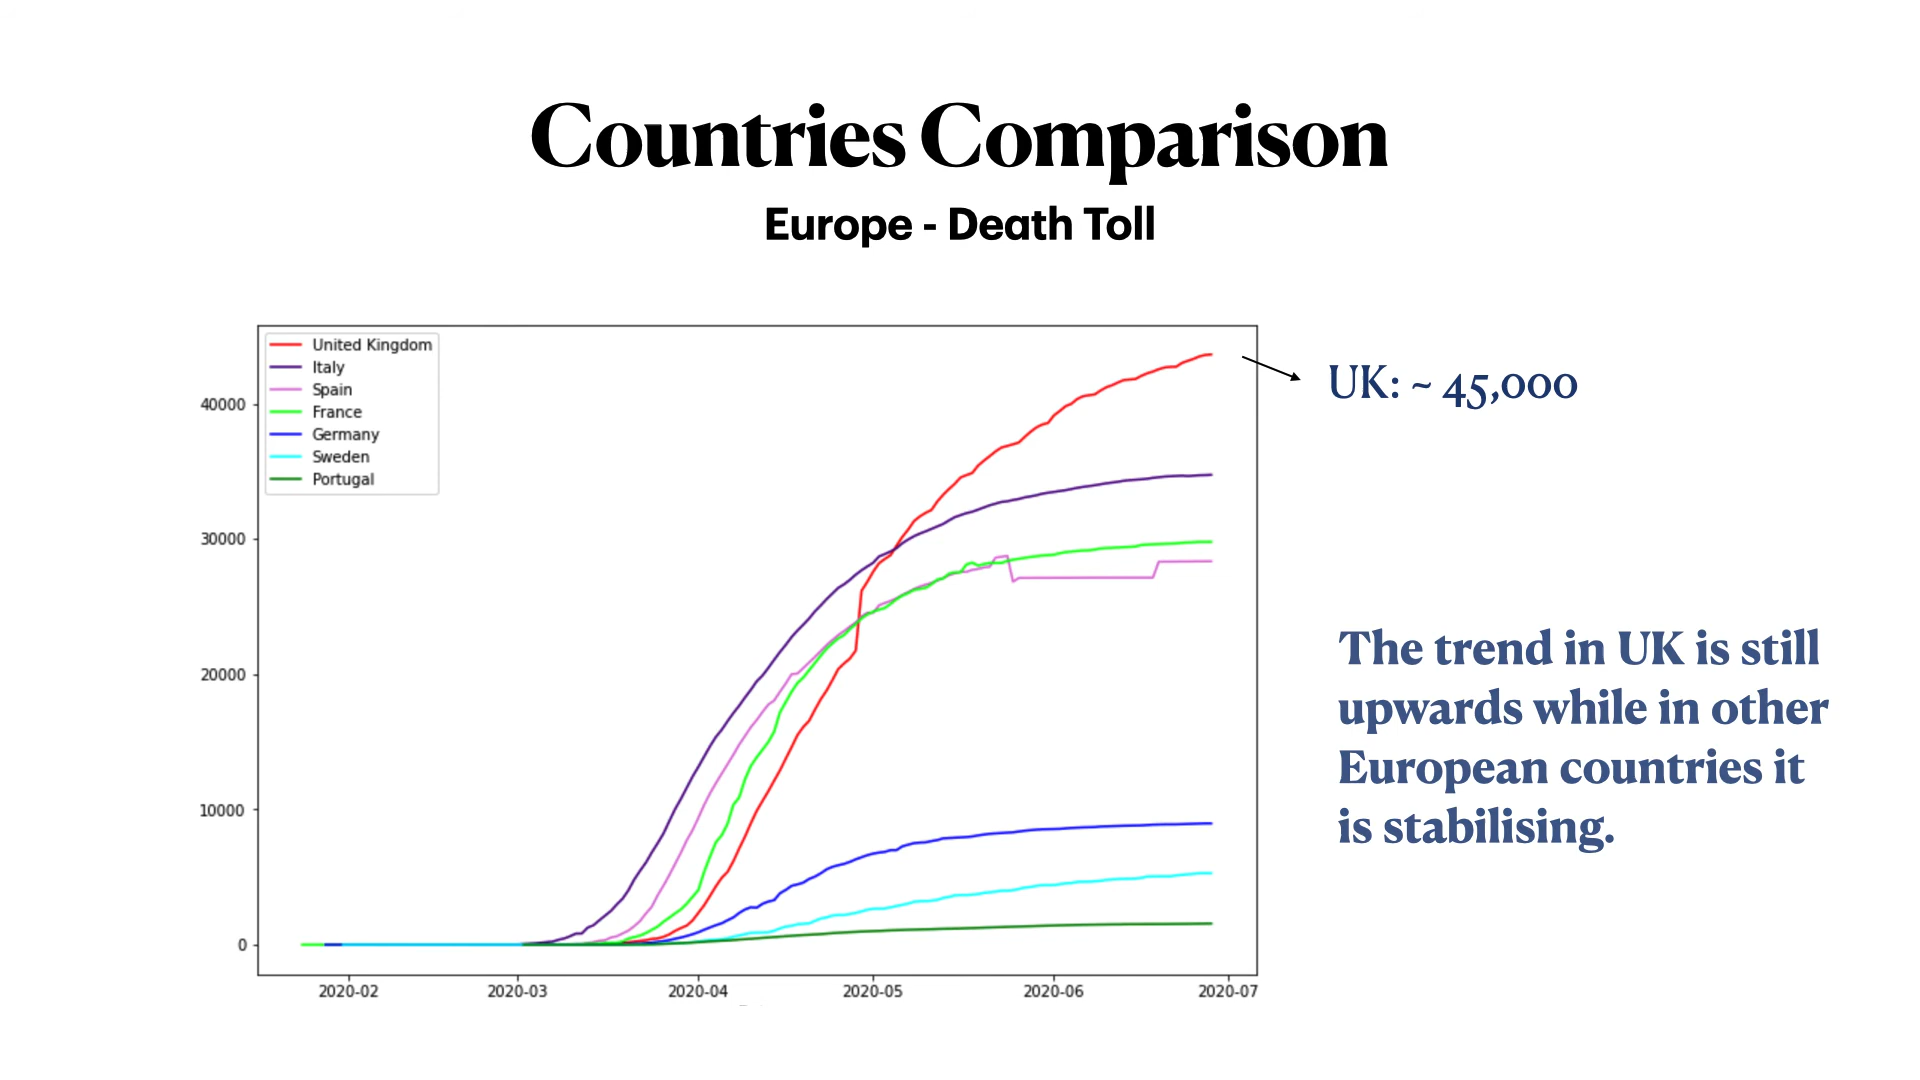 Countries Comparison
Europe - Death Toll
United Kingdom
Italy
Spain
France
Germany
Sweden
Portugal
40000
30000
20000
10000
0
2020-02
2020-03
2020-04
2020-05
2020-06
2020-07
UK: ~ 45,000
The trend in UK is still
upwards while in other
European countries it
is stabilising.